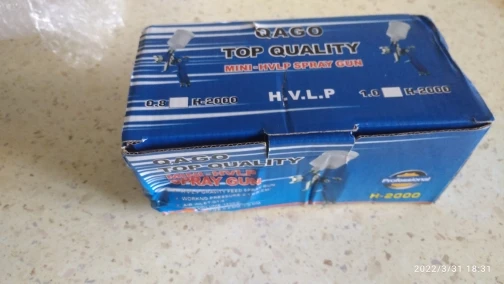 QAGO
TOP QUALITY
MINI-HVLP SPRAY GUN
0.8 H-2000
H.V.L.P
1.0 H-2000
QAGO
TOP QUALITY
HVLP
SPRAY GUN
H-2000
2022/3/31 18:31